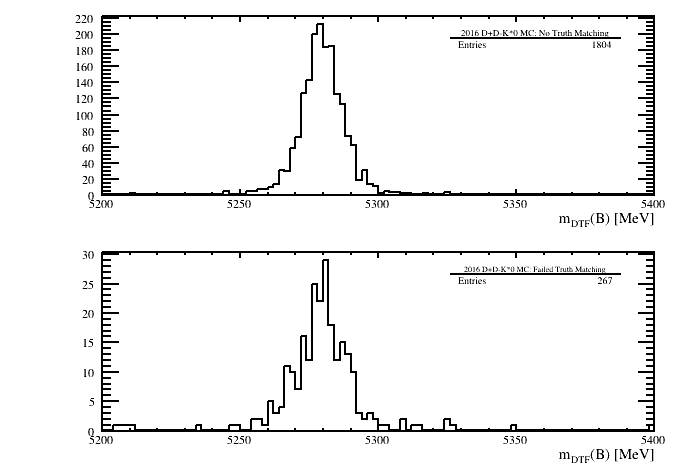 220
200
180
160
140
120
100
80
60
40
20
0
2016 D+D-K*0 MC: No Truth Matching
Entries 1804
5200 5250 5300 5350 5400
mDTF(B) [MeV]
30
25
20
15
10
5
0
2016 D+D-K*0 MC: Failed Truth Matching
Entries 267
5200 5250 5300 5350 5400
mDTF(B) [MeV]